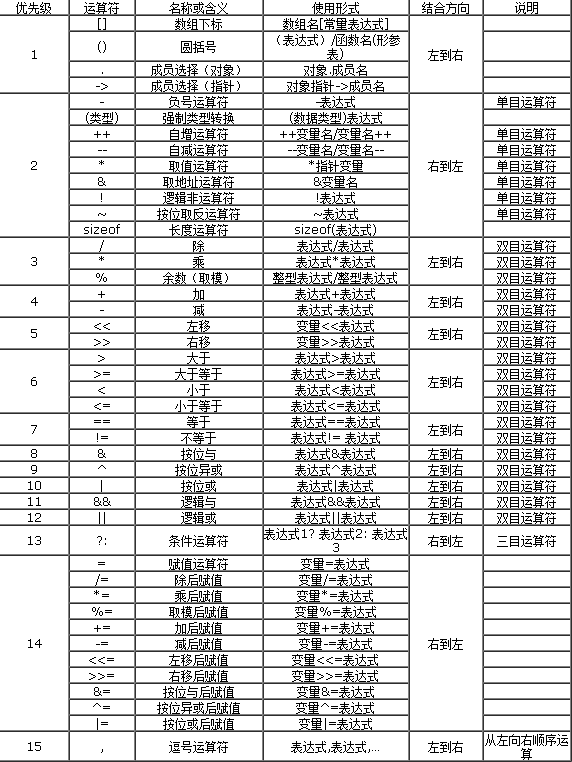 优先级 运算符 名称或含义 使用形式 结合方向 说明
1 [] 数组下标 数组名[常量表达式] 左到右
() 圆括号 （表达式）/函数名(形参表)
. 成员选择（对象） 对象.成员名
-> 成员选择（指针） 对象指针->成员名
2 - 负号运算符 -表达式 右到左 单目运算符
(类型) 强制类型转换 (数据类型)表达式
++ 自增运算符 ++变量名/变量名++ 单目运算符
-- 自减运算符 --变量名/变量名-- 单目运算符
* 取值运算符 *指针变量 单目运算符
& 取地址运算符 &变量名 单目运算符
! 逻辑非运算符 !表达式 单目运算符
~ 按位取反运算符 ~表达式 单目运算符
sizeof 长度运算符 sizeof(表达式)
3 / 除 表达式/表达式 左到右 双目运算符
* 乘 表达式*表达式 双目运算符
% 余数（取模） 整型表达式/整型表达式 双目运算符
4 + 加 表达式+表达式 左到右 双目运算符
- 减 表达式-表达式 双目运算符
5 << 左移 变量<<表达式 左到右 双目运算符
>> 右移 变量>>表达式 双目运算符
6 > 大于 表达式>表达式 左到右 双目运算符
>= 大于等于 表达式>=表达式 双目运算符
< 小于 表达式<表达式 双目运算符
<= 小于等于 表达式<=表达式 双目运算符
7 == 等于 表达式==表达式 左到右 双目运算符
!= 不等于 表达式!= 表达式 双目运算符
8 & 按位与 表达式&表达式 左到右 双目运算符
9 ^ 按位异或 表达式^表达式 左到右 双目运算符
10 | 按位或 表达式|表达式 左到右 双目运算符
11 && 逻辑与 表达式&&表达式 左到右 双目运算符
12 || 逻辑或 表达式||表达式 左到右 双目运算符
13 ?: 条件运算符 表达式1? 表达式2: 表达式3 右到左 三目运算符
14 = 赋值运算符 变量=表达式 右到左
/= 除后赋值 变量/=表达式
*= 乘后赋值 变量*=表达式
%= 取模后赋值 变量%=表达式
+= 加后赋值 变量+=表达式
-= 减后赋值 变量-=表达式
<<= 左移后赋值 变量<<=表达式
>>= 右移后赋值 变量>>=表达式
&= 按位与后赋值 变量&=表达式
^= 按位异或后赋值 变量^=表达式
|= 按位或后赋值 变量|=表达式
15 , 逗号运算符 表达式,表达式,... 左到右 从左向右顺序运算